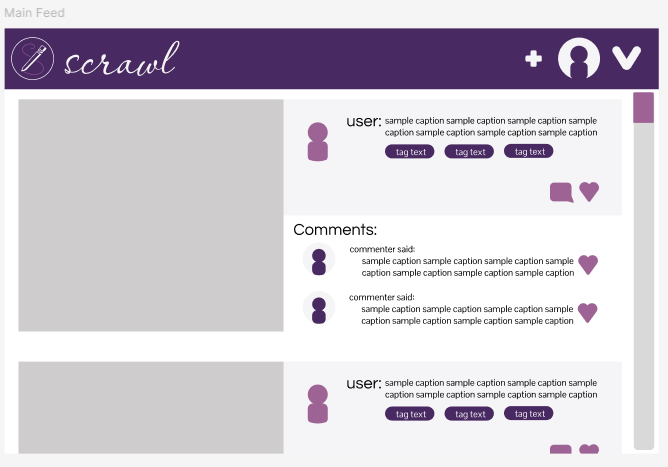 Main Feed
scrawl
user: sample caption sample caption sample caption sample
caption sample caption sample caption sample caption
tag text tag text tag text
Comments:
commenter said:
sample caption sample caption sample caption sample
caption sample caption sample caption sample caption
commenter said:
sample caption sample caption sample caption sample
caption sample caption sample caption sample caption
user: sample caption sample caption sample caption sample
caption sample caption sample caption sample caption
tag text tag text tag text